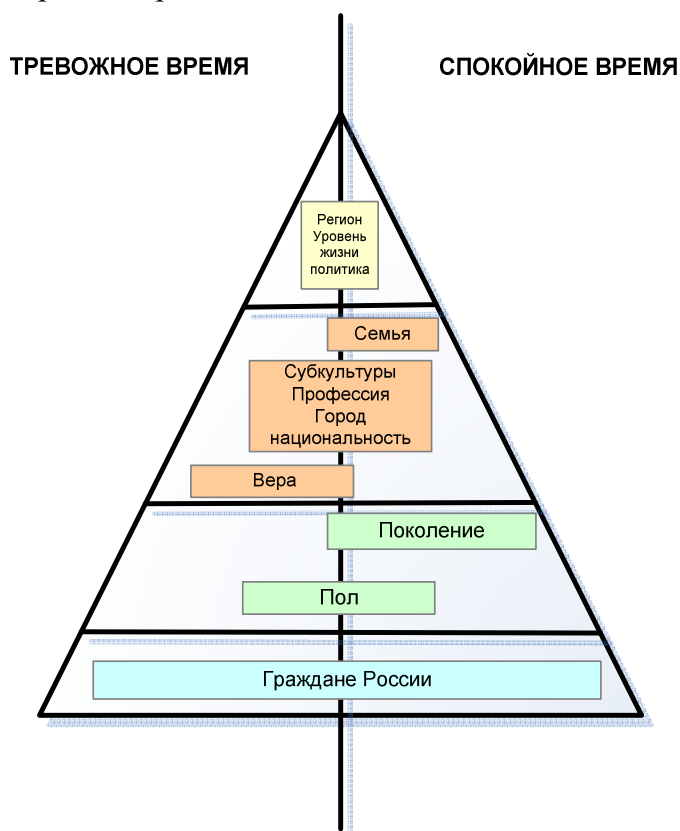 ТРЕВОЖНОЕ ВРЕМЯ
СПОКОЙНОЕ ВРЕМЯ
Регион
Уровень
жизни
политика
Семья
Субкультуры
Профессия
Город
национальность
Вера
Поколение
Пол
Граждане России